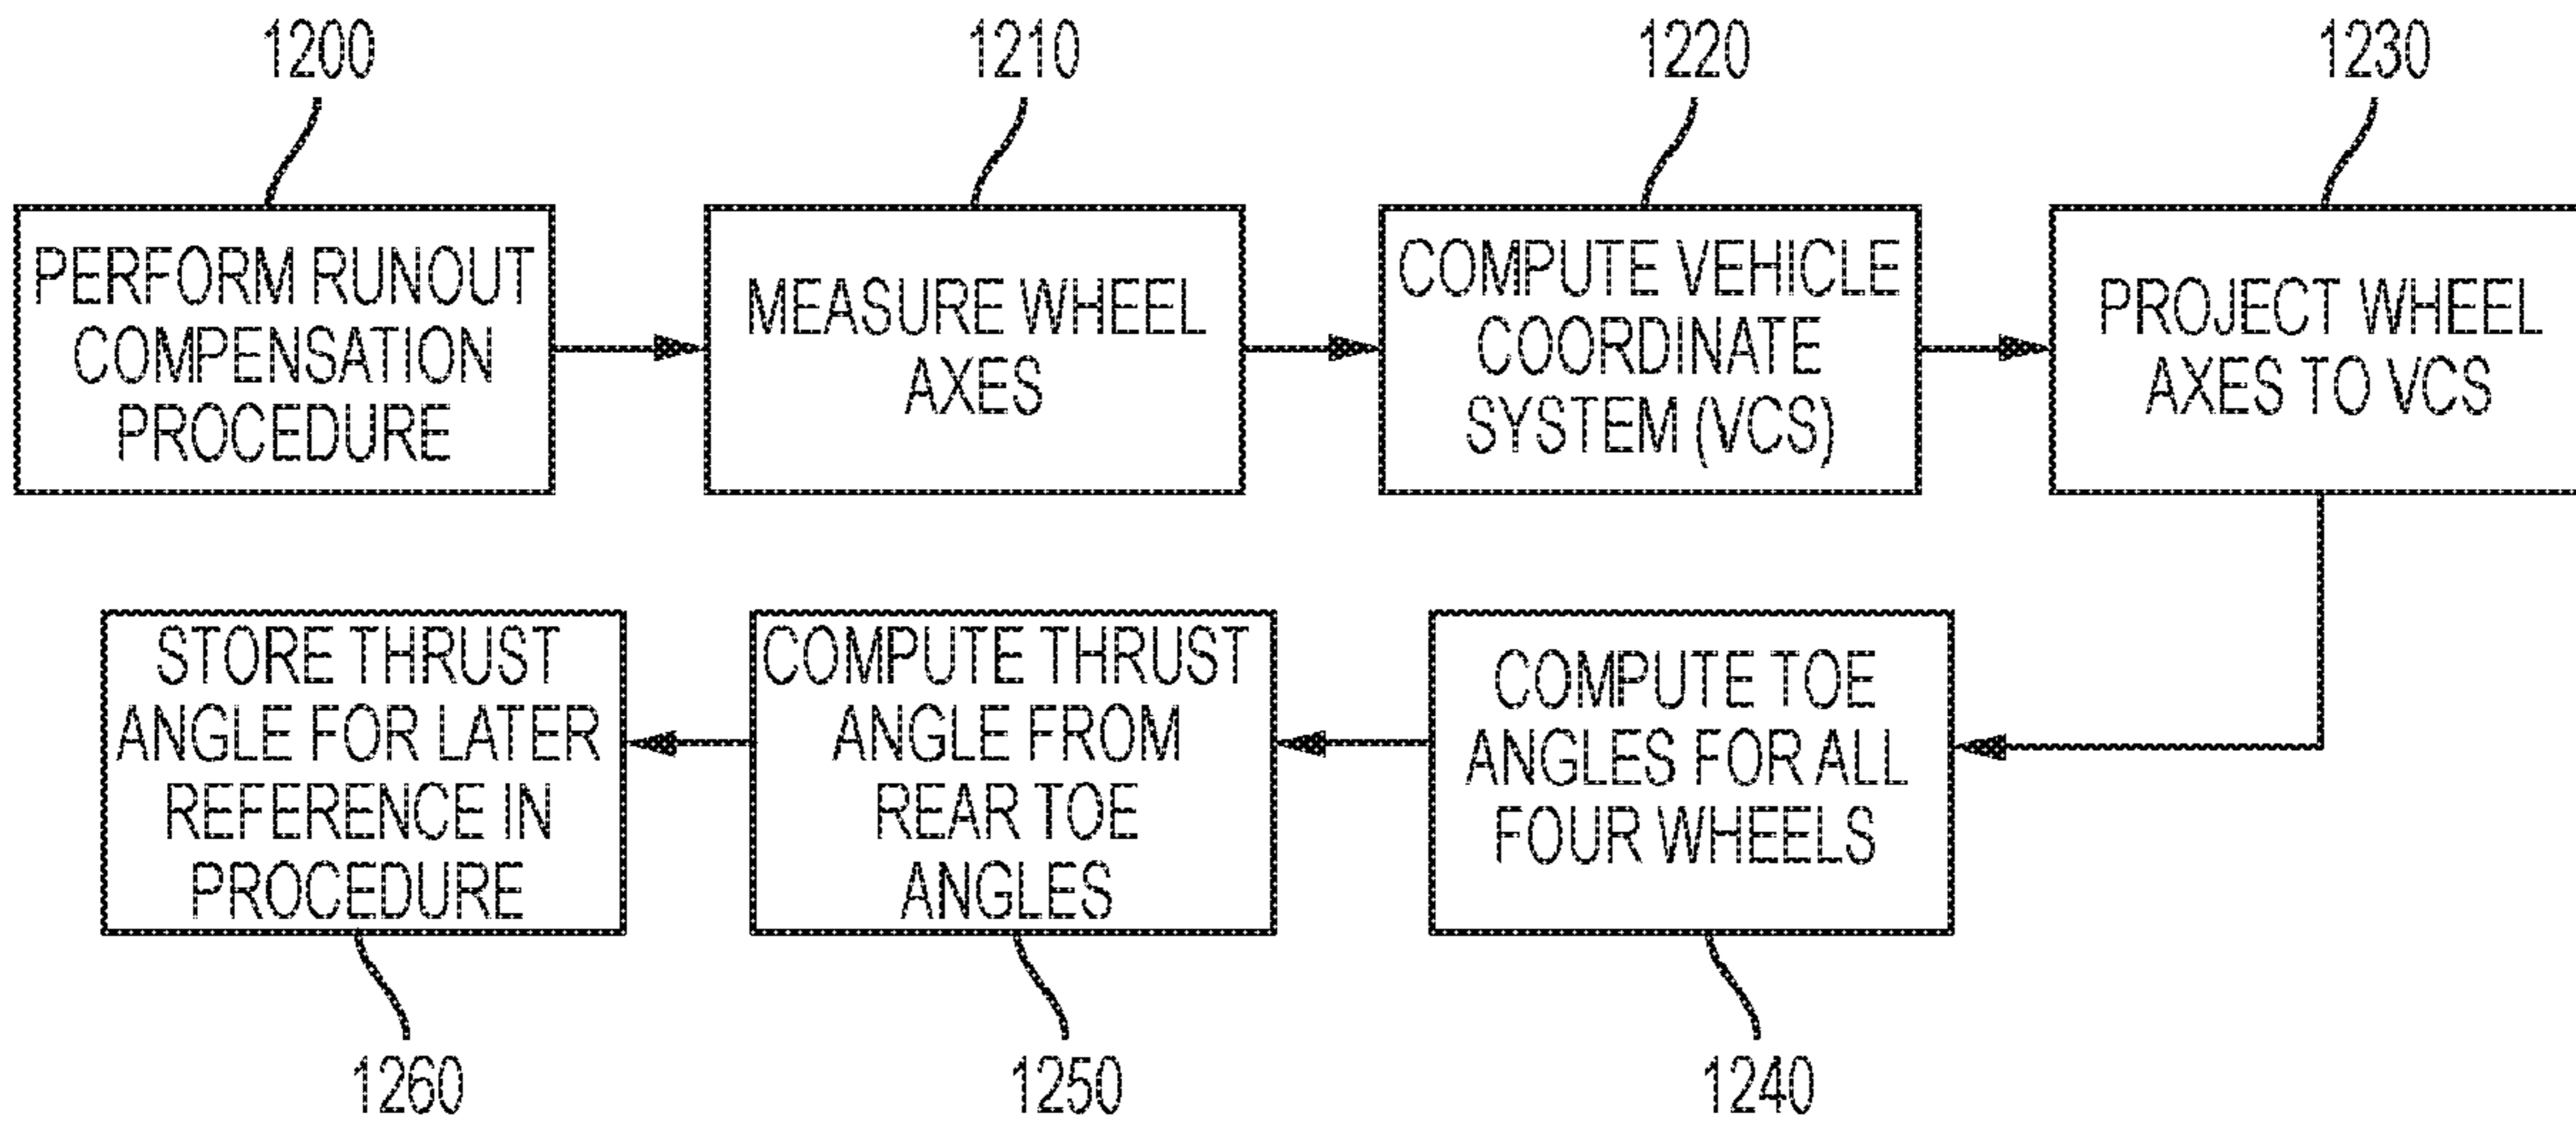 1200
1210
1220
1230
PERFORM RUNOUT
COMPENSATION
PROCEDURE
MEASURE WHEEL
AXES
COMPUTE VEHICLE
COORDINATE
SYSTEM (VCS)
PROJECT WHEEL
AXES TO VCS
STORE THRUST
ANGLE FOR LATER
REFERENCE IN
PROCEDURE
COMPUTE THRUST
ANGLE FROM
REAR TOE
ANGLES
COMPUTE TOE
ANGLES FOR ALL
FOUR WHEELS
1260
1250
1240